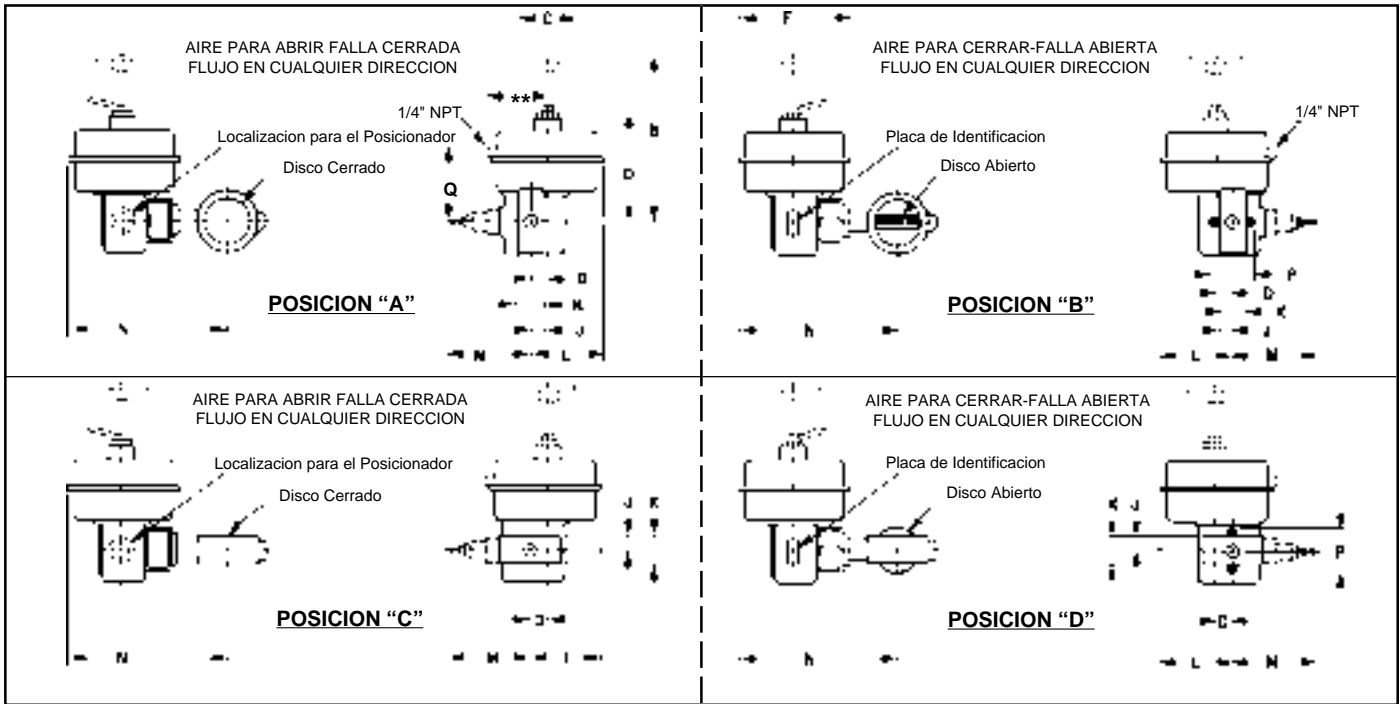 C
AIRE PARA ABRIR FALLA CERRADA
FLUJO EN CUALQUIER DIRECCION
**
1/4" NPT
Localizacion para el Posicionador
Disco Cerrado
D
Q
K
J
M
L
POSICION “A”
F
AIRE PARA CERRAR-FALLA ABIERTA
FLUJO EN CUALQUIER DIRECCION
1/4" NPT
Placa de Identificacion
Disco Abierto
P
D
K
J
h
L
M
POSICION “B”
AIRE PARA ABRIR FALLA CERRADA
FLUJO EN CUALQUIER DIRECCION
Localizacion para el Posicionador
Disco Cerrado
J K
POSICION “C”
N
M
AIRE PARA CERRAR-FALLA ABIERTA
FLUJO EN CUALQUIER DIRECCION
Placa de Identificacion
Disco Abierto
K J
P
POSICION “D”
h
L
M